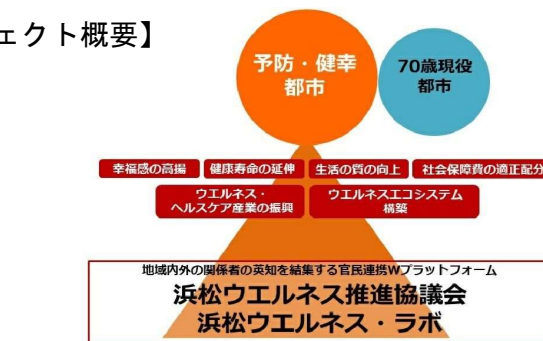 ェクト概要】
予防・健幸
都市
70歳現役
都市
幸福感の高揚
健康寿命の延伸
生活の質の向上
社会保障費の適正配分
ウエルネス・
ヘルスケア産業の振興
ウエルネスエコシステム
構築
地域内外の関係者の英知を結集する官民連携Wプラットフォーム
浜松ウエルネス推進協議会
浜松ウエルネス・ラボ